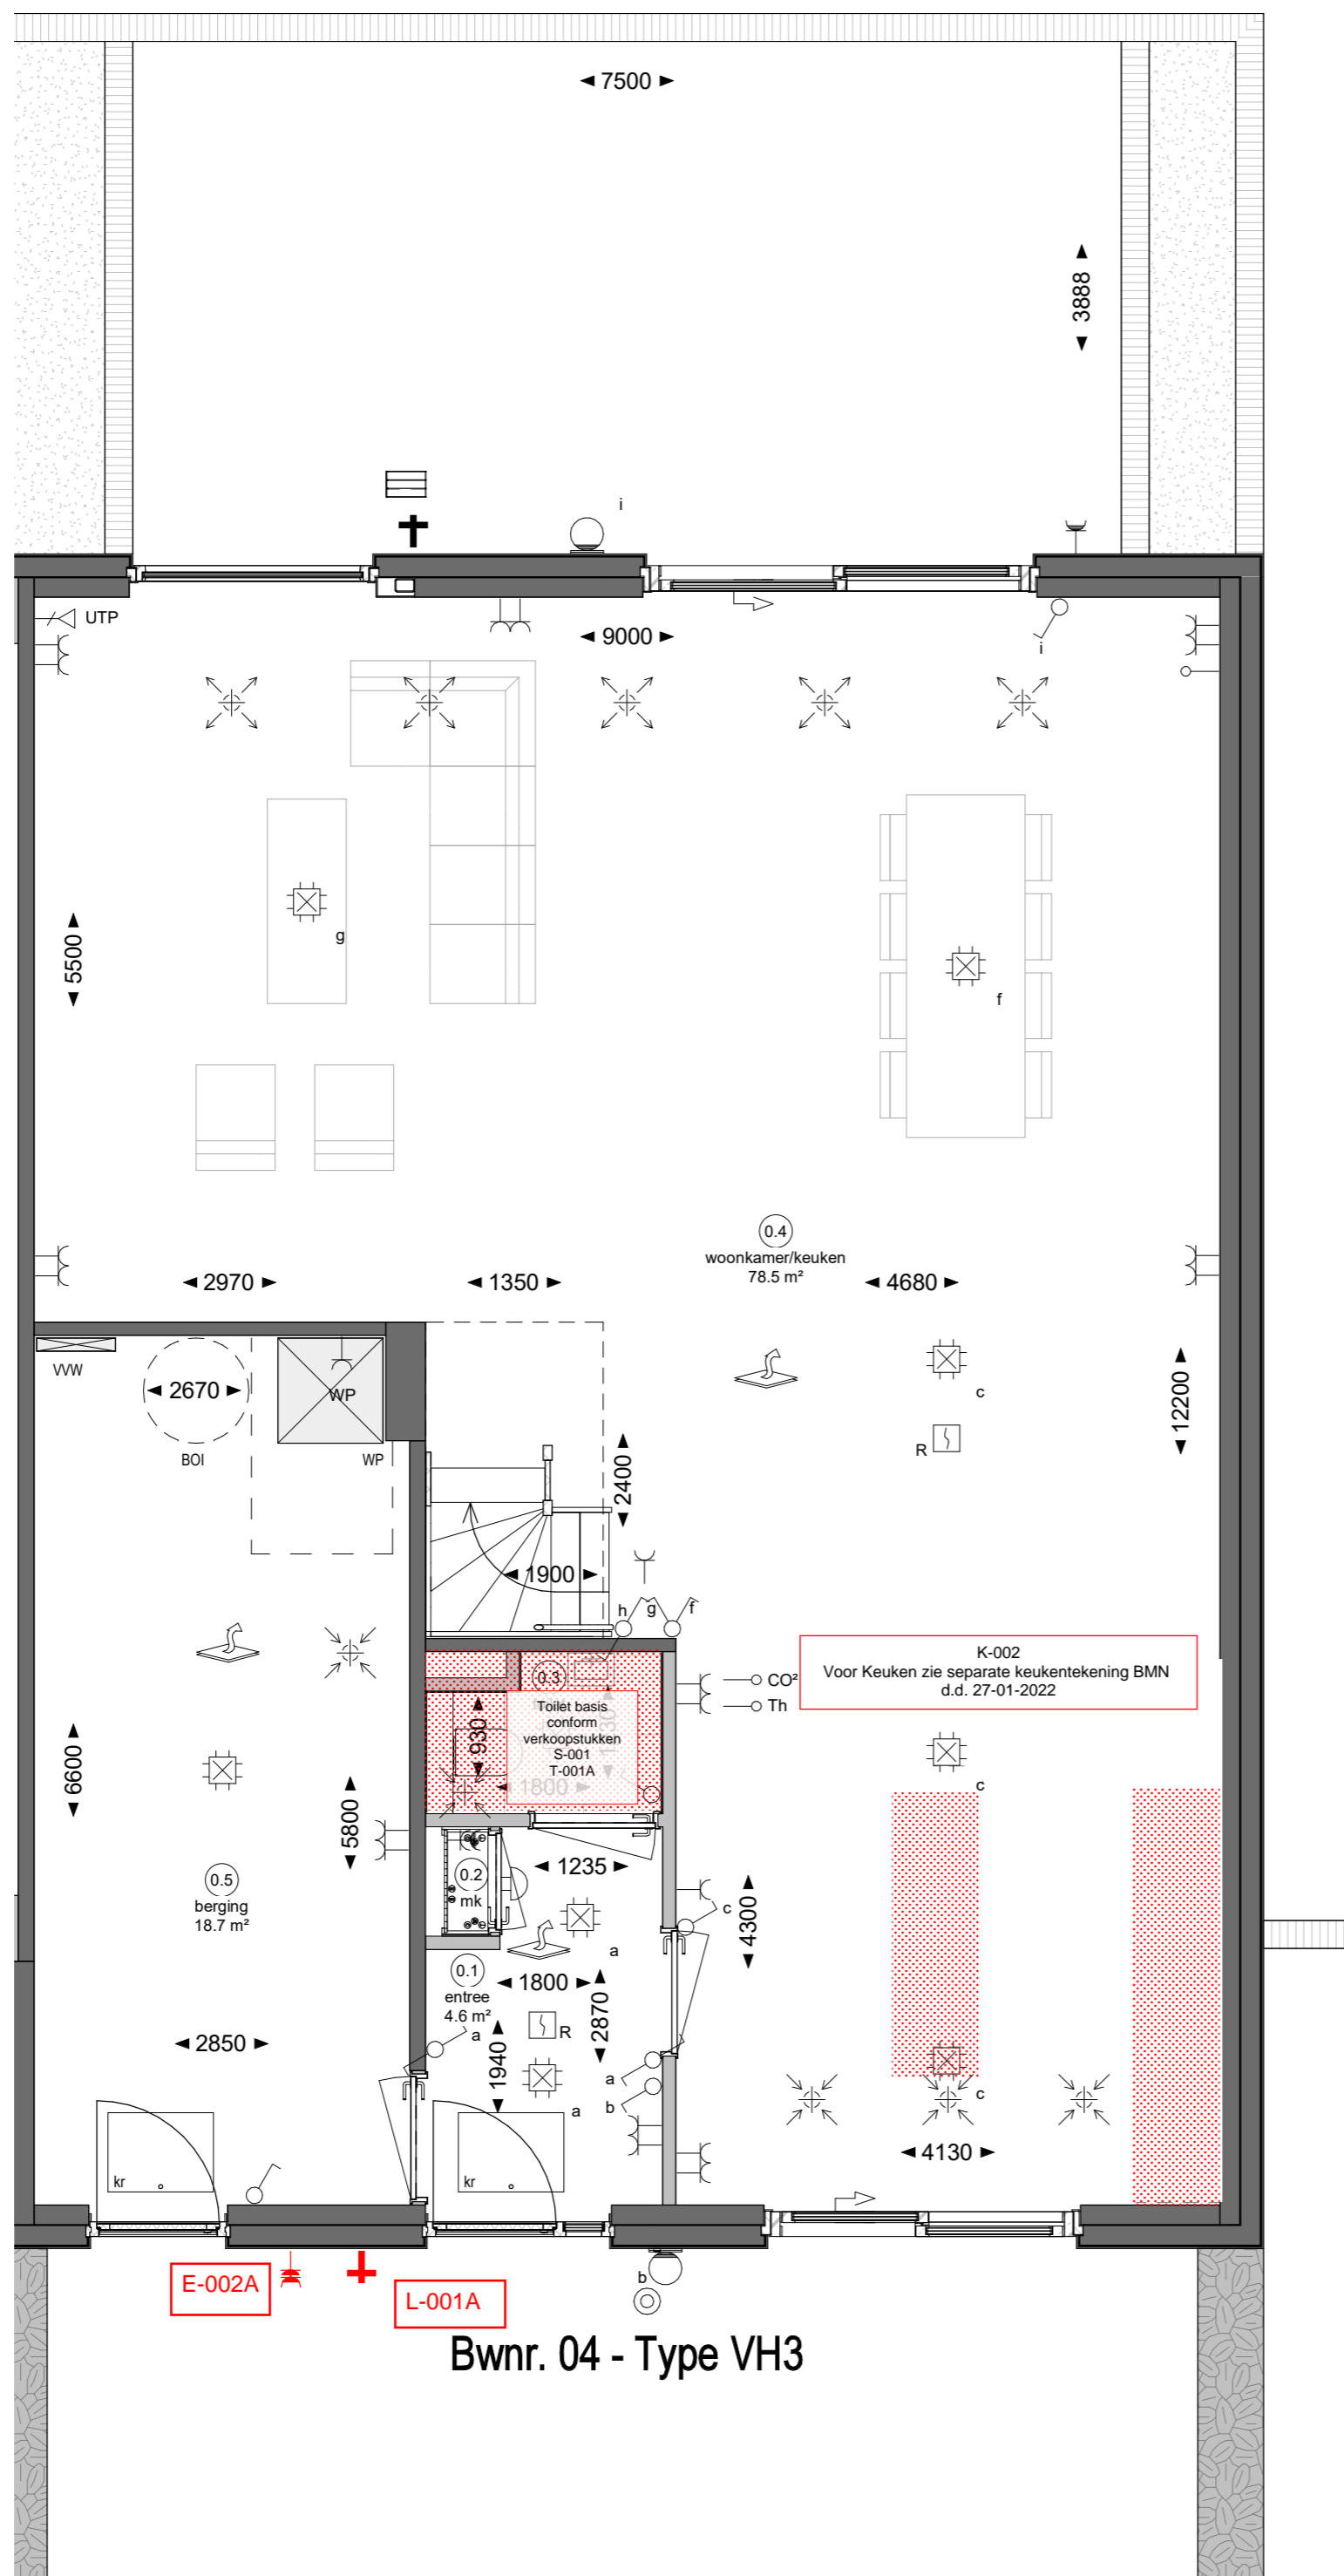 7500
3888
i
UTP
9000
i
g
5500
f
0.4
woonkamer/keuken
78.5 m²
2970
1350
4680
VVW
2670
WP
BOI
WP
c
12200
R
2400
1900
h
g
f
K-002
Voor Keuken zie separate keukentekening BMN
d.d. 27-01-2022
CO²
Th
0.3
Toilet basis
conform
verkoopstukken
S-001
T-001A
930
1800
c
6600
5800
0.2
mk
1235
0.5
berging
18.7 m²
c
4300
a
0.1
entree
4.6 m²
1800
2870
a
R
1940
2850
a
b
a
c
kr
kr
4130
E-002A
L-001A
b
Bwnr. 04 - Type VH3